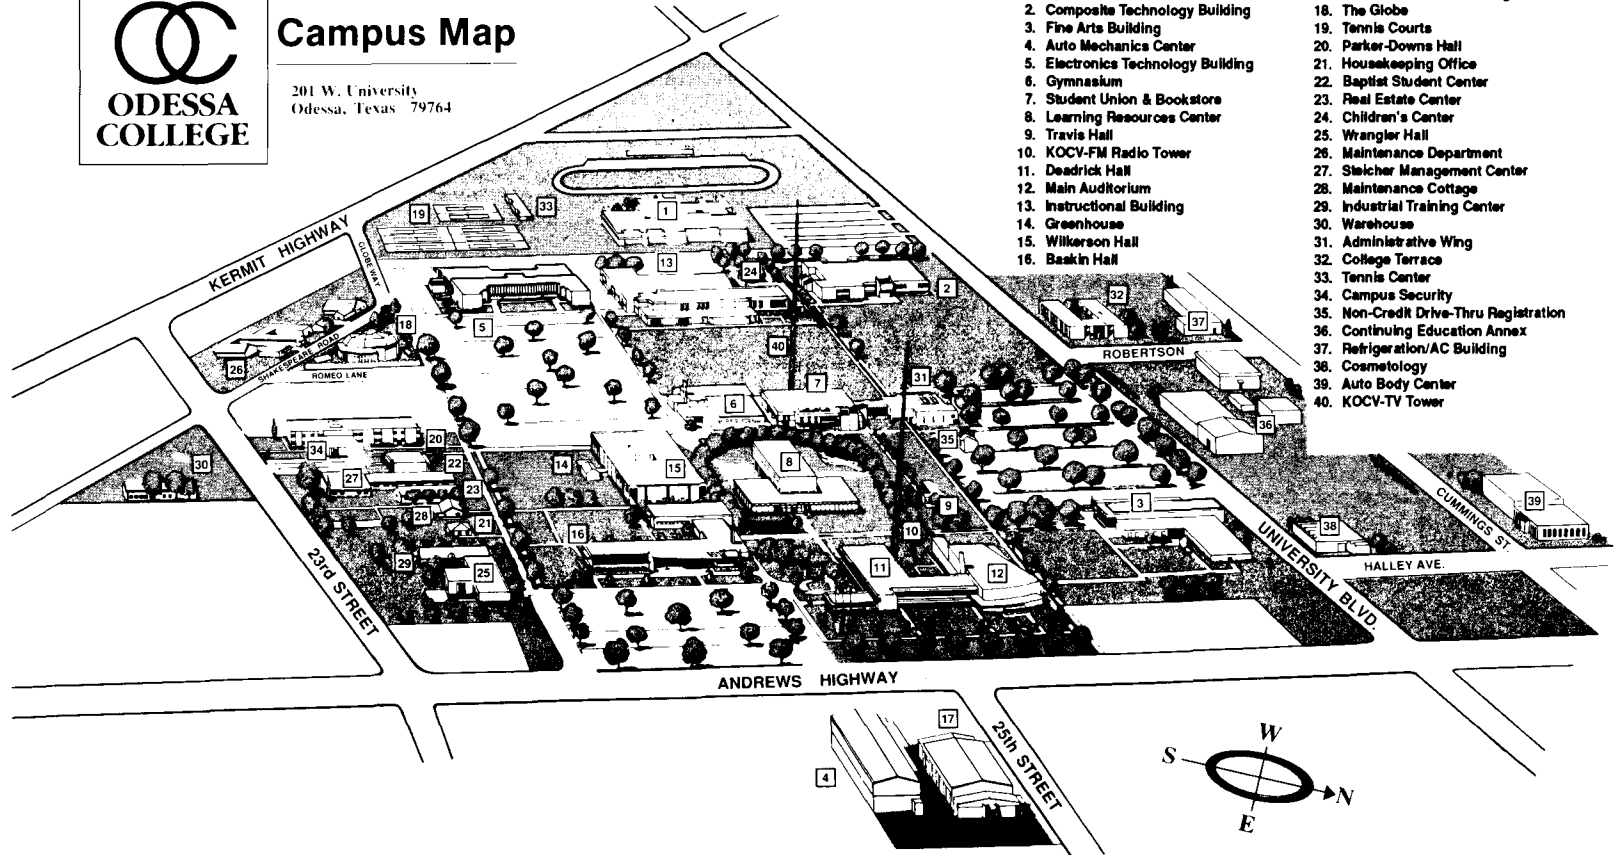 ODESSA
COLLEGE
Campus Map
201 W. University
Odessa, Texas 79764
2. Composite Technology Building
3. Fine Arts Building
4. Auto Mechanics Center
5. Electronics Technology Building
6. Gymnasium
7. Student Union & Bookstore
8. Learning Resources Center
9. Travis Hall
10. KOCV-FM Radio Tower
11. Deadrick Hall
12. Main Auditorium
13. Instructional Building
14. Greenhouse
15. Wilkerson Hall
16. Baskin Hall
18. The Globe
19. Tennis Courts
20. Parker-Downs Hall
21. Housekeeping Office
22. Baptist Student Center
23. Real Estate Center
24. Children's Center
25. Wrangler Hall
26. Maintenance Department
27. Sleicher Management Center
28. Maintenance Cottage
29. Industrial Training Center
30. Warehouse
31. Administrative Wing
32. College Terrace
33. Tennis Center
34. Campus Security
35. Non-Credit Drive-Thru Registration
36. Continuing Education Annex
37. Refrigeration/AC Building
38. Cosmetology
39. Auto Body Center
40. KOCV-TV Tower
19
33
1
KERMIT HIGHWAY
GLOBE WAY
13
24
2
32
37
5
18
SHAKESPEARE ROAD
26
ROMEO LANE
40
ROBERTSON
7
31
6
36
20
34
35
30
27
22
14
15
8
23
28
21
9
3
CUMMINGS ST.
39
16
10
38
UNIVERSITY BLVD.
29
25
11
12
HALLEY AVE.
23rd STREET
ANDREWS HIGHWAY
17
25th STREET
4
W
S
N
E